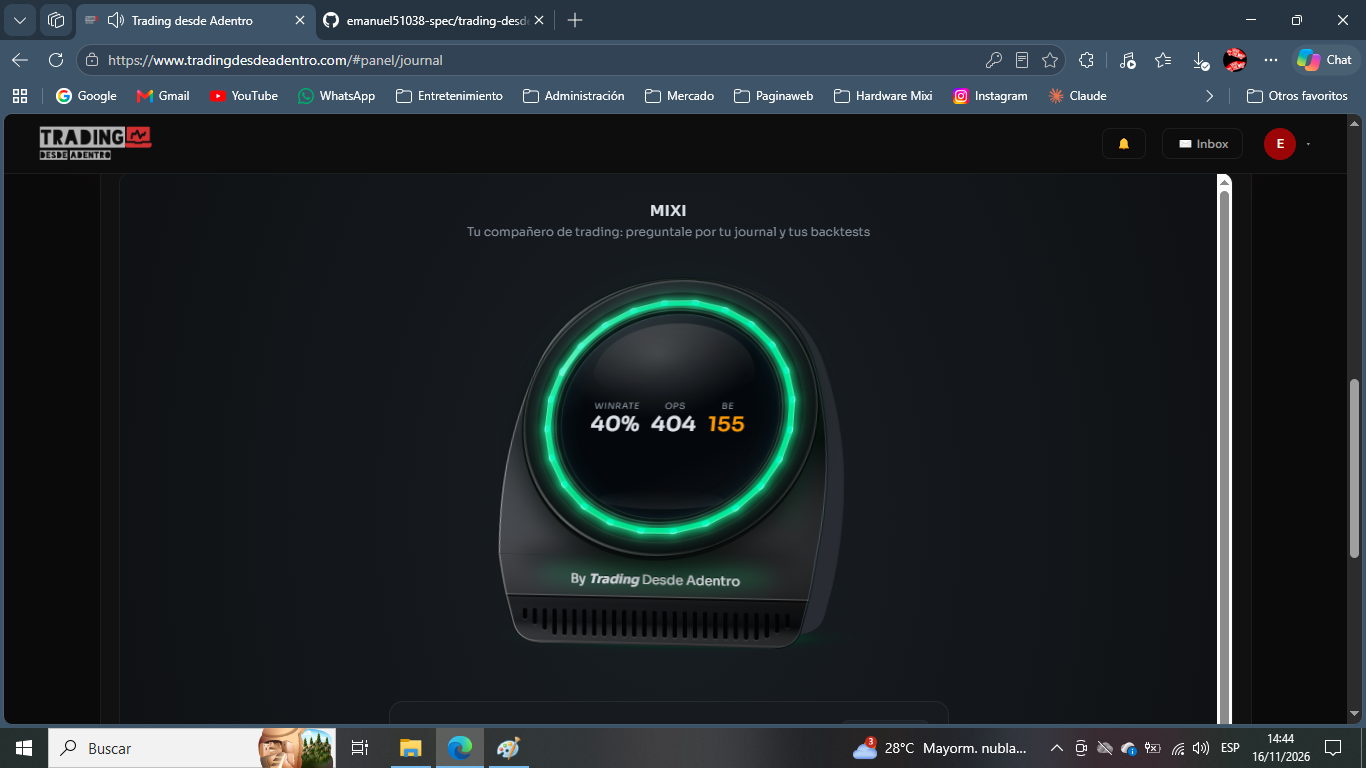 Trading desde Adentro
emanuel51038-spec/trading-desd
https://www.tradingdesdeadentro.com/#panel/journal
Chat
Google
Gmail
YouTube
WhatsApp
Entretenimiento
Administración
Mercado
Paginaweb
Hardware Mixi
Instagram
Claude
Otros favoritos
TRADING
DESDE ADENTRO
Inbox
E
MIXI
Tu compañero de trading: preguntale por tu journal y tus backtests
WINRATE OPS BE
40% 404 155
By Trading Desde Adentro
Buscar
3
28°C Mayorm. nubla...
ESP
14:44
16/11/2026